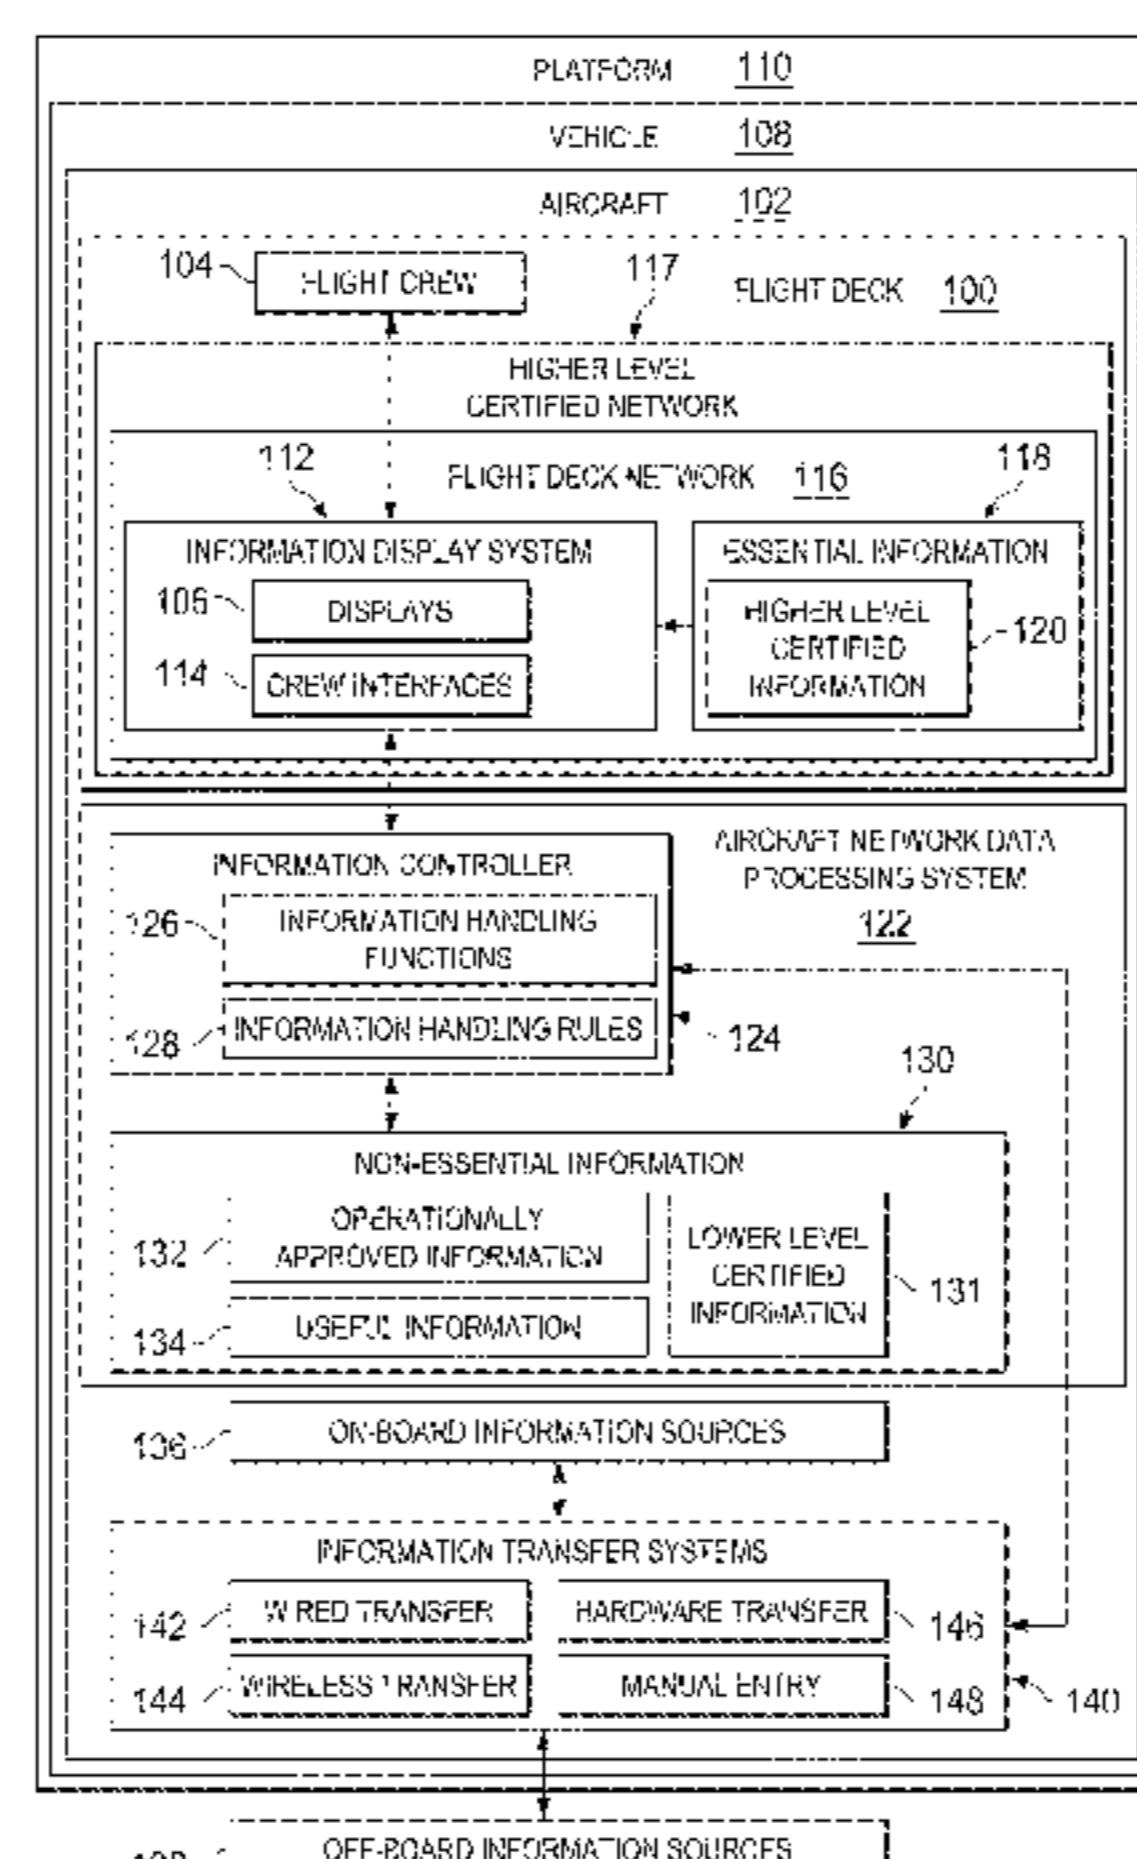 PLATFORM 110
VEHICLE 108
AIRCRAFT 102
104 FLIGHT CREW
117
FLIGHT DECK 100
HIGHER LEVEL
CERTIFIED NETWORK
112
FLIGHT DECK NETWORK 116
118
INFORMATION DISPLAY SYSTEM
106 DISPLAYS
114 CREW INTERFACES
ESSENTIAL INFORMATION
HIGHER LEVEL
CERTIFIED
INFORMATION
120
AIRCRAFT NETWORK DATA
PROCESSING SYSTEM
122
INFORMATION CONTROLLER
126 INFORMATION HANDLING
FUNCTIONS
128 INFORMATION HANDLING RULES
124
130
NON-ESSENTIAL INFORMATION
132 OPERATIONALLY
APPROVED INFORMATION
134 USEFUL INFORMATION
LOWER LEVEL
CERTIFIED
INFORMATION
131
136 ON-BOARD INFORMATION SOURCES
INFORMATION TRANSFER SYSTEMS
142 WIRED TRANSFER
HARDWARE TRANSFER 146
144 WIRELESS TRANSFER
MANUAL ENTRY 148
140
OFF-BOARD INFORMATION SOURCES